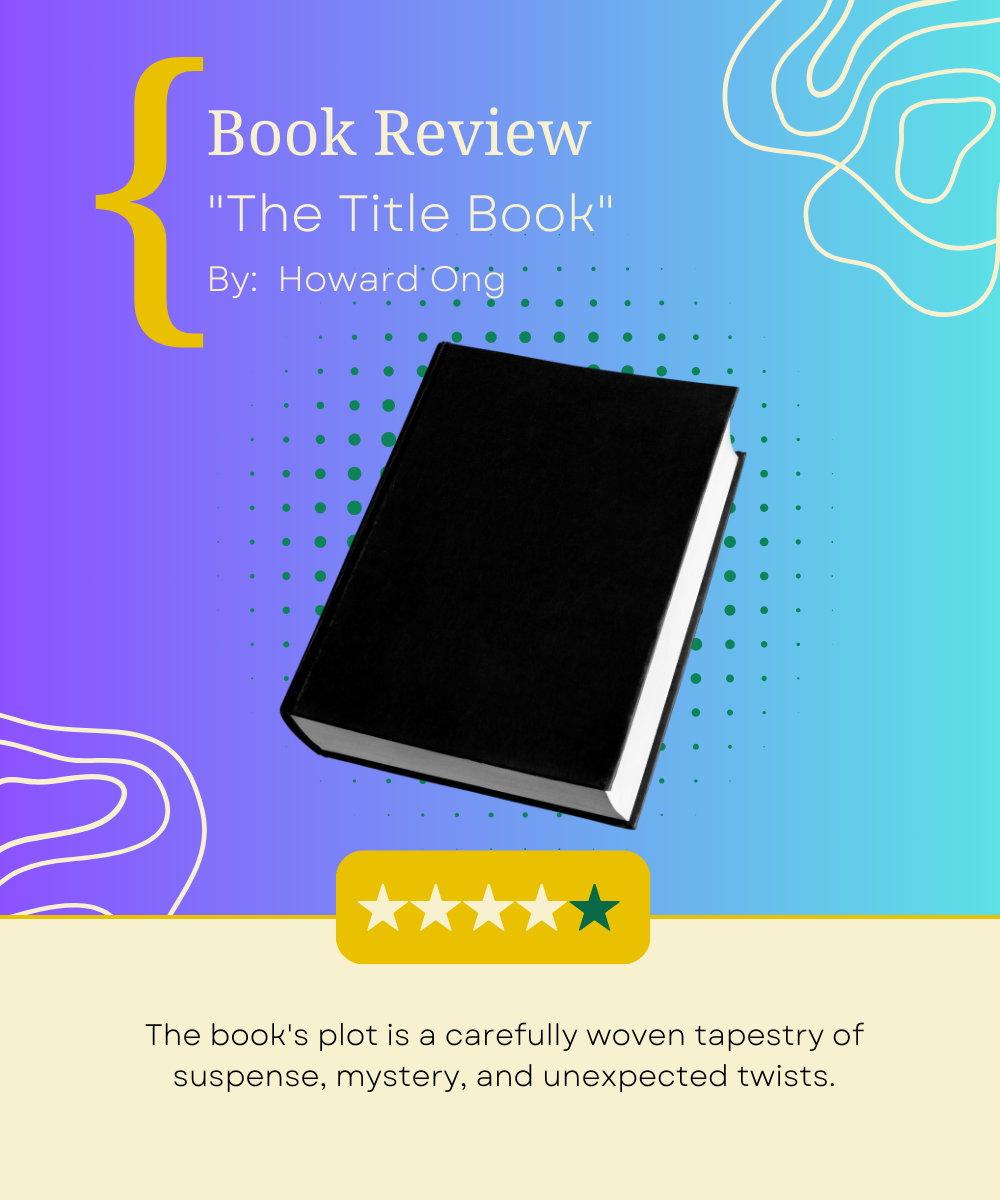 Book Review
"The Title Book"
By: Howard Ong
The book's plot is a carefully woven tapestry of
suspense, mystery, and unexpected twists.